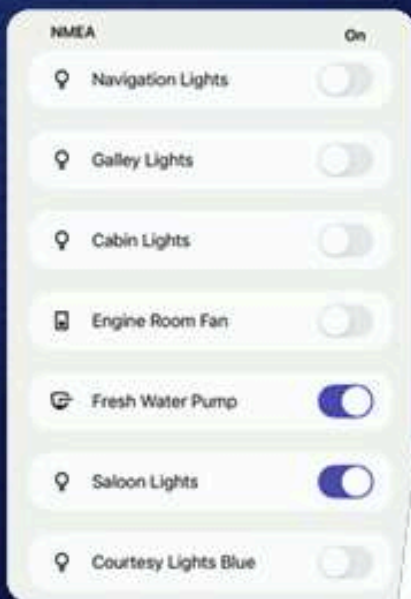 NMEA On
Navigation Lights
Galley Lights
Cabin Lights
Engine Room Fan
Fresh Water Pump
Saloon Lights
Courtesy Lights Blue